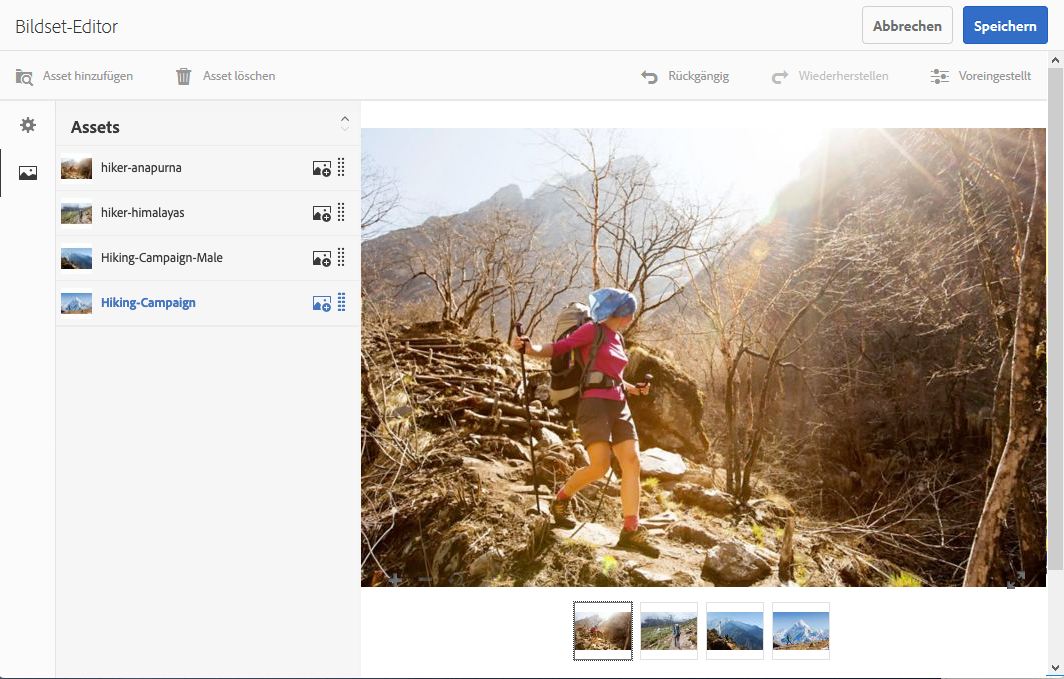 Bildset-Editor
Abbrechen
Speichern
Asset hinzufügen
Asset löschen
Rückgängig
Wiederherstellen
Voreingestellt
Assets
hiker-anapurna
hiker-himalayas
Hiking-Campaign-Male
Hiking-Campaign